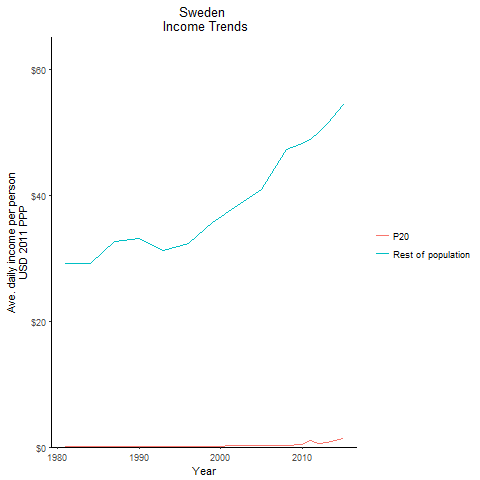 Sweden
Income Trends
Ave. daily income per person
USD 2011 PPP
$60
$40
$20
$0
1980
1990
2000
2010
Year
P20
Rest of population